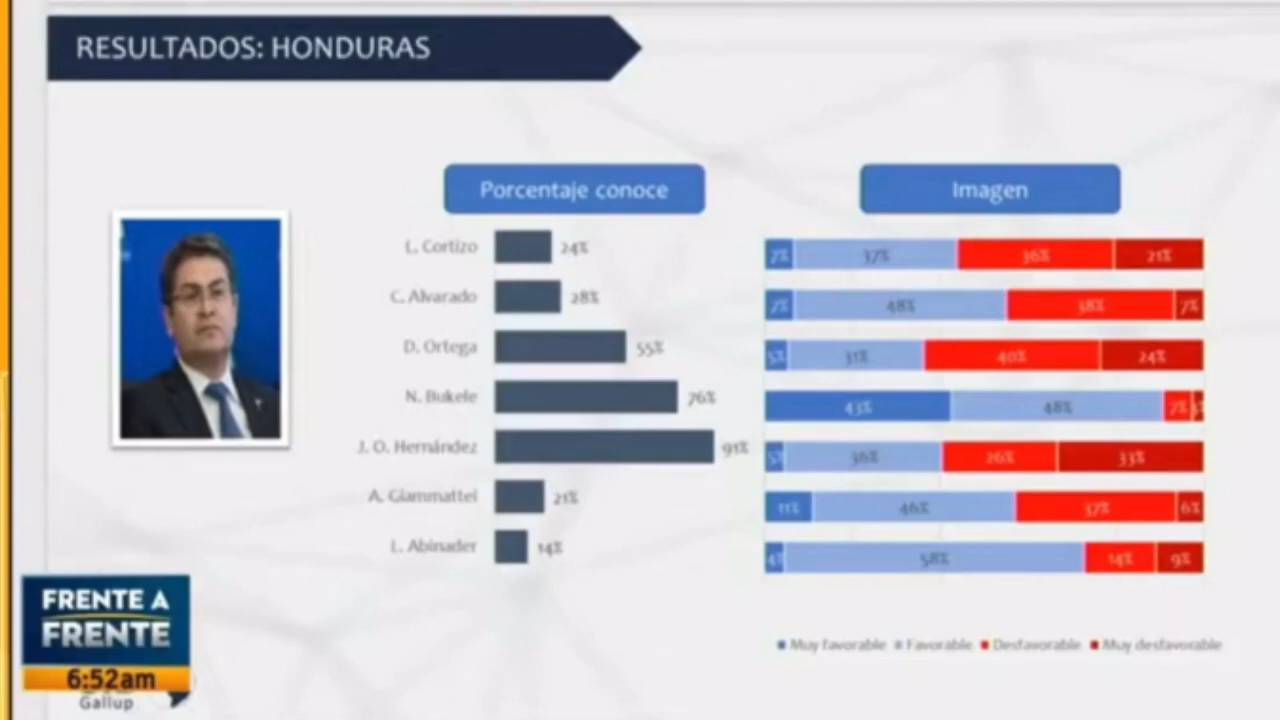 RESULTADOS: HONDURAS
Porcentaje conoce
Imagen
L. Cortizo 24% 7% 37% 36% 21%
C. Alvarado 28% 7% 48% 38% 7%
D. Ortega 55% 5% 31% 40% 24%
N. Bukele 76% 43% 48% 7%
J. O. Hernández 91% 5% 36% 26% 33%
A. Giammattei 21% 11% 46% 37% 6%
L. Abinader 14% 4% 58% 14% 9%
Muy favorable Favorable Desfavorable Muy desfavorable
FRENTE A
FRENTE
6:52am
Gallup